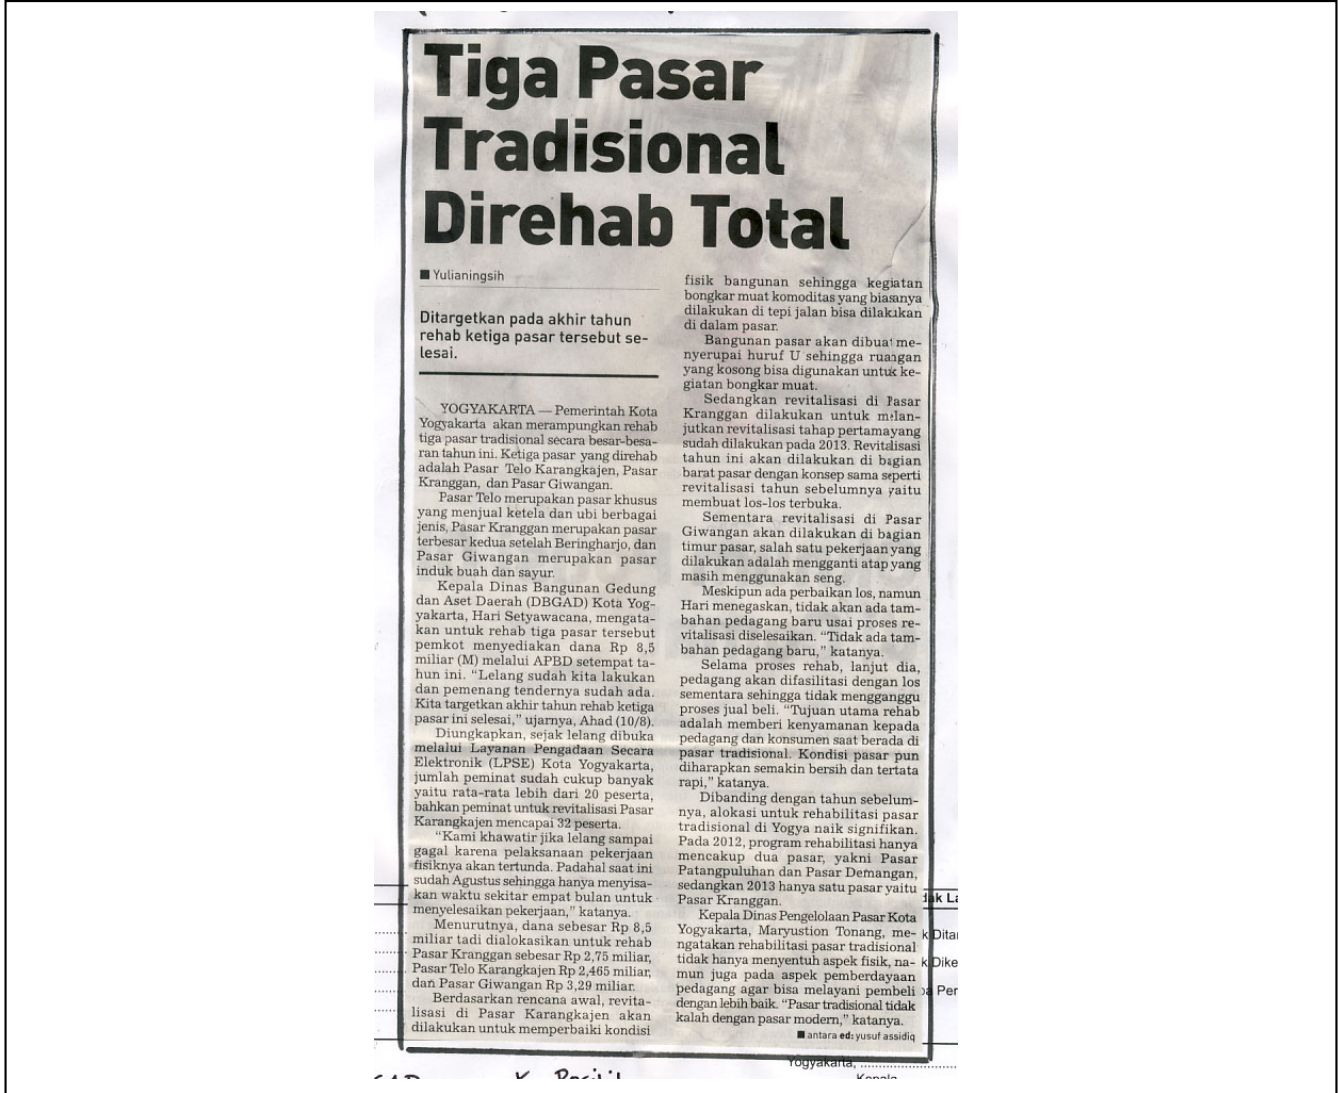 Tiga Pasar
Tradisional
Direhab Total
■ Yulianingsih
Ditargetkan pada akhir tahun
rehab ketiga pasar tersebut se-
lesai.
YOGYAKARTA — Pemerintah Kota
Yogyakarta akan merampungkan rehab
tiga pasar tradisional secara besar-besa-
ran tahun ini. Ketiga pasar yang direhab
adalah Pasar Telo Karangkajen, Pasar
Kranggan, dan Pasar Giwangan.
Pasar Telo merupakan pasar khusus
yang menjual ketela dan ubi berbagai
jenis, Pasar Kranggan merupakan pasar
terbesar kedua setelah Beringharjo, dan
Pasar Giwangan merupakan pasar
induk buah dan sayur.
Kepala Dinas Bangunan Gedung
dan Aset Daerah (DBGAD) Kota Yog-
yakarta, Hari Setyawacana, mengata-
kan untuk rehab tiga pasar tersebut
pemkot menyediakan dana Rp 8,5
miliar (M) melalui APBD setempat ta-
hun ini. “Lelang sudah kita lakukan
dan pemenang tendernya sudah ada.
Kita targetkan akhir tahun rehab ketiga
pasar ini selesai,” ujarnya, Ahad (10/8).
Diungkapkan, sejak lelang dibuka
melalui Layanan Pengadaan Secara
Elektronik (LPSE) Kota Yogyakarta,
jumlah peminat sudah cukup banyak
yaitu rata-rata lebih dari 20 peserta,
bahkan peminat untuk revitalisasi Pasar
Karangkajen mencapai 32 peserta.
“Kami khawatir jika lelang sampai
gagal karena pelaksanaan pekerjaan
fisiknya akan tertunda. Padahal saat ini
sudah Agustus sehingga hanya menyisa-
kan waktu sekitar empat bulan untuk
menyelesaikan pekerjaan,” katanya.
Menurutnya, dana sebesar Rp 8,5
miliar tadi dialokasikan untuk rehab
Pasar Kranggan sebesar Rp 2,75 miliar,
Pasar Telo Karangkajen Rp 2,465 miliar,
dan Pasar Giwangan Rp 3,29 miliar.
Berdasarkan rencana awal, revita-
lisasi di Pasar Karangkajen akan
dilakukan untuk memperbaiki kondisi
fisik bangunan sehingga kegiatan
bongkar muat komoditas yang biasanya
dilakukan di tepi jalan bisa dilakukan
di dalam pasar.
Bangunan pasar akan dibuat me-
nyerupai huruf U sehingga ruangan
yang kosong bisa digunakan untuk ke-
giatan bongkar muat.
Sedangkan revitalisasi di Pasar
Kranggan dilakukan untuk melan-
jutkan revitalisasi tahap pertamayang
sudah dilakukan pada 2013. Revitalisasi
tahun ini akan dilakukan di bagian
barat pasar dengan konsep sama seperti
revitalisasi tahun sebelumnya yaitu
membuat los-los terbuka.
Sementara revitalisasi di Pasar
Giwangan akan dilakukan di bagian
timur pasar, salah satu pekerjaan yang
dilakukan adalah mengganti atap yang
masih menggunakan seng.
Meskipun ada perbaikan los, namun
Hari menegaskan, tidak akan ada tam-
bahan pedagang baru usai proses re-
vitalisasi diselesaikan. “Tidak ada tam-
bahan pedagang baru,” katanya.
Selama proses rehab, lanjut dia,
pedagang akan difasilitasi dengan los
sementara sehingga tidak mengganggu
proses jual beli. “Tujuan utama rehab
adalah memberi kenyamanan kepada
pedagang dan konsumen saat berada di
pasar tradisional. Kondisi pasar pun
diharapkan semakin bersih dan tertata
rapi,” katanya.
Dibanding dengan tahun sebelum-
nya, alokasi untuk rehabilitasi pasar
tradisional di Yogya naik signifikan.
Pada 2012, program rehabilitasi hanya
mencakup dua pasar, yakni Pasar
Patangpuluhan dan Pasar Demangan,
sedangkan 2013 hanya satu pasar yaitu
Pasar Kranggan.
Kepala Dinas Pengelolaan Pasar Kota
Yogyakarta, Maryustion Tonang, me-
ngatakan rehabilitasi pasar tradisional
tidak hanya menyentuh aspek fisik, na-
mun juga pada aspek pemberdayaan
pedagang agar bisa melayani pembeli
dengan lebih baik. “Pasar tradisional tidak
kalah dengan pasar modern,” katanya.
■ antara ed: yusuf assidiq
dak La
k Ditan
k Dike
pa Per
Yogyakarta, ........................